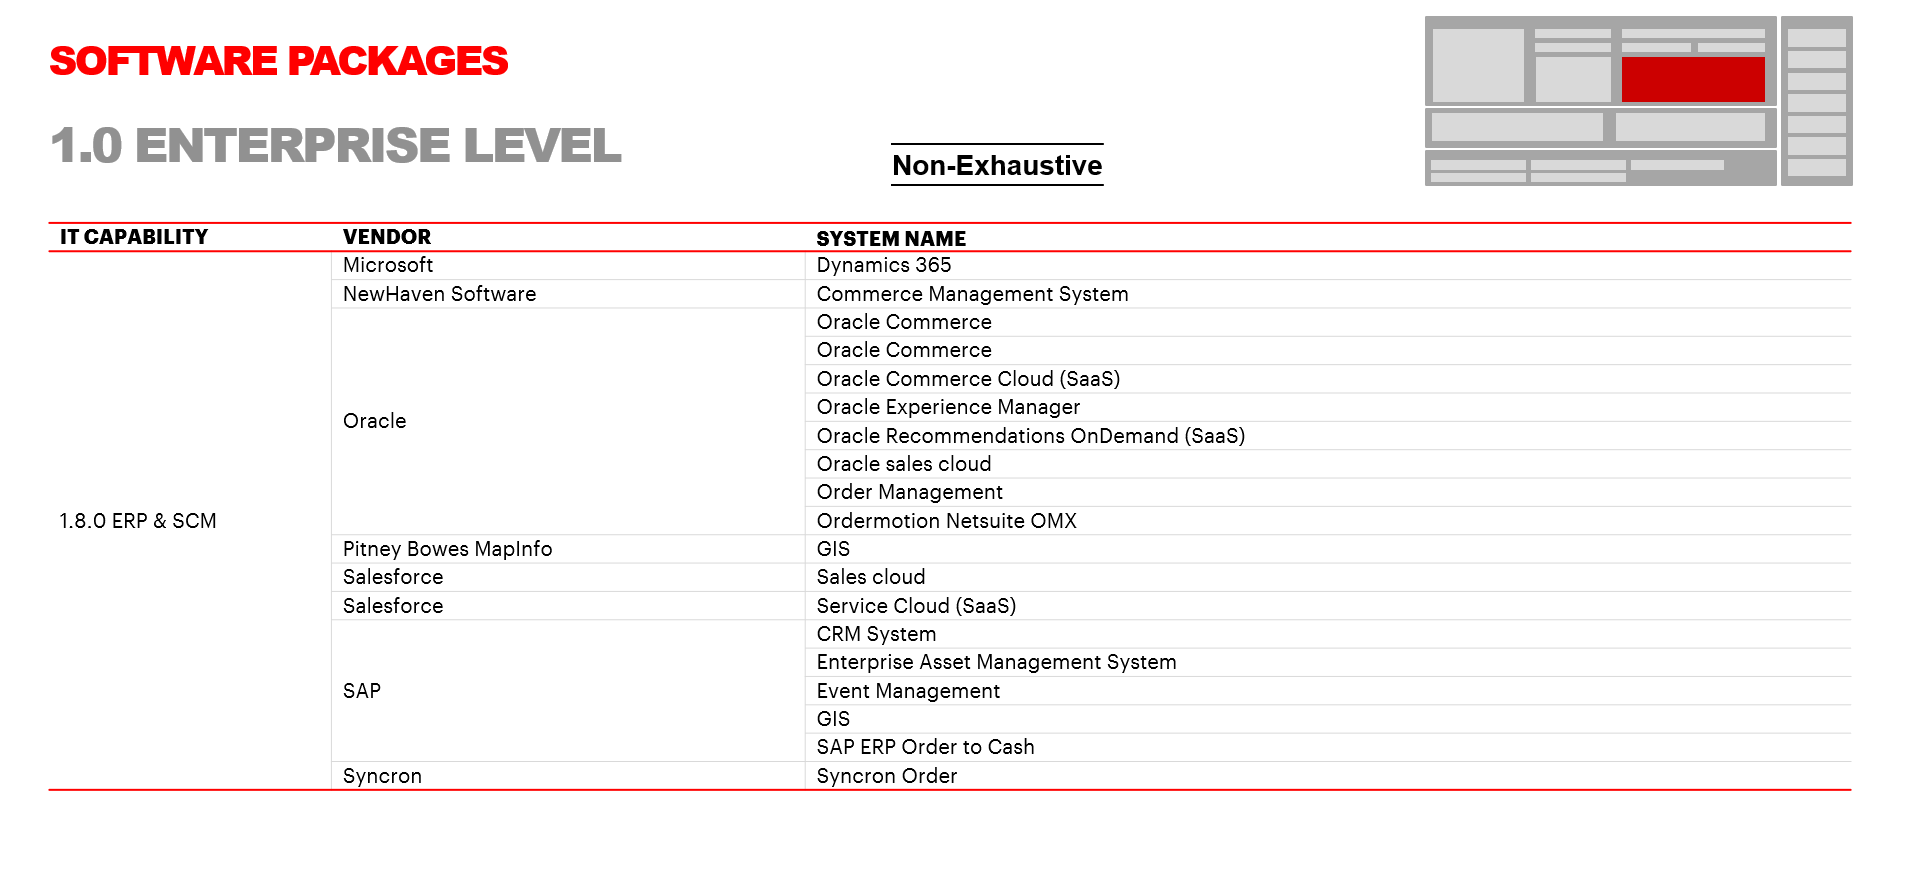 SOFTWARE PACKAGES
1.0 ENTERPRISE LEVEL
Non-Exhaustive
IT CAPABILITY VENDOR SYSTEM NAME
Microsoft Dynamics 365
NewHaven Software Commerce Management System
Oracle Commerce
Oracle Commerce
Oracle Commerce Cloud (SaaS)
Oracle Experience Manager
Oracle
Oracle Recommendations OnDemand (SaaS)
Oracle sales cloud
Order Management
1.8.0 ERP & SCM Ordermotion Netsuite OMX
Pitney Bowes MapInfo GIS
Salesforce Sales cloud
Salesforce Service Cloud (SaaS)
CRM System
Enterprise Asset Management System
SAP Event Management
GIS
SAP ERP Order to Cash
Syncron Syncron Order